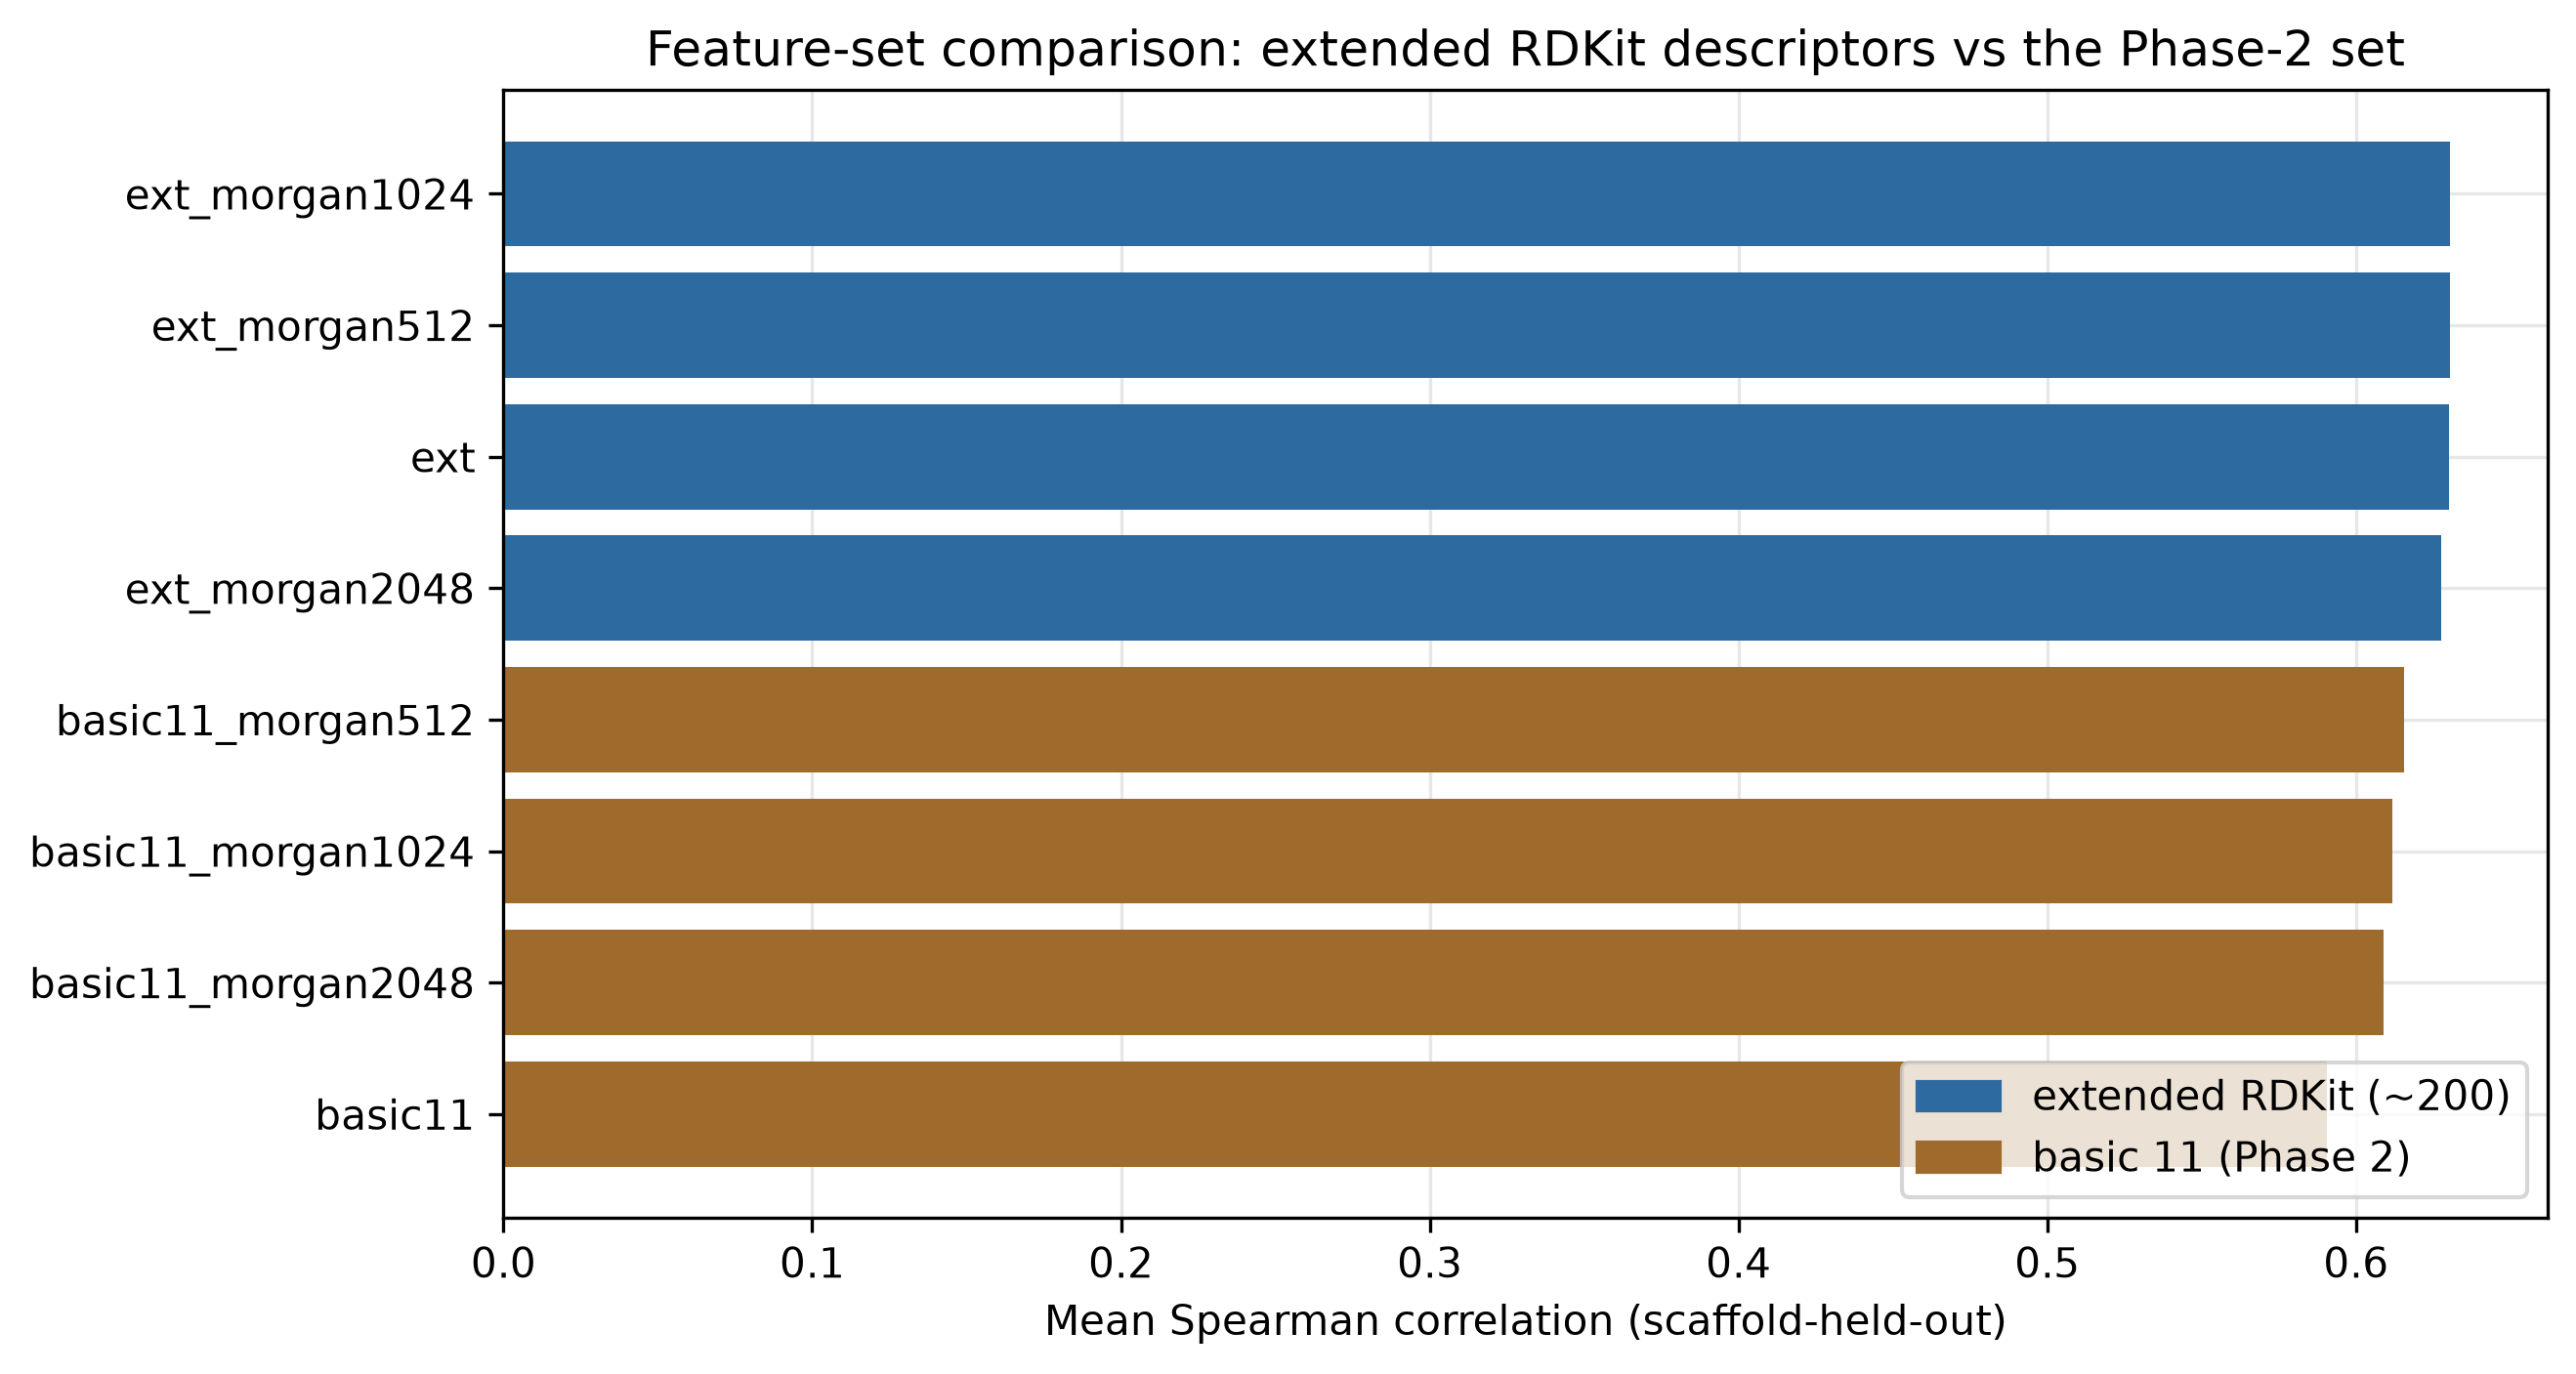 Feature-set comparison: extended RDKit descriptors vs the Phase-2 set
ext_morgan1024
ext_morgan512
ext
ext_morgan2048
basic11_morgan512
basic11_morgan1024
basic11_morgan2048
basic11
extended RDKit (~200)
basic 11 (Phase 2)
0.0 0.1 0.2 0.3 0.4 0.5 0.6
Mean Spearman correlation (scaffold-held-out)